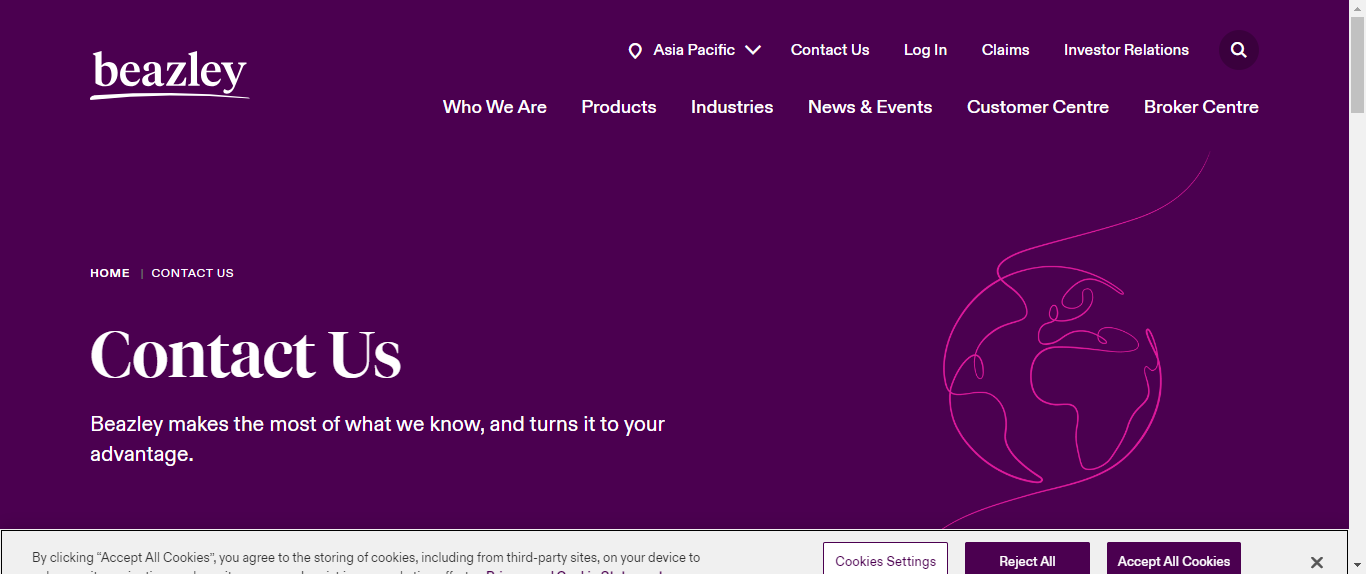 beazley
Asia Pacific
Contact Us
Log In
Claims
Investor Relations
Who We Are
Products
Industries
News & Events
Customer Centre
Broker Centre
HOME | CONTACT US
Contact Us
Beazley makes the most of what we know, and turns it to your
advantage.
By clicking “Accept All Cookies”, you agree to the storing of cookies, including from third-party sites, on your device to
Cookies Settings
Reject All
Accept All Cookies